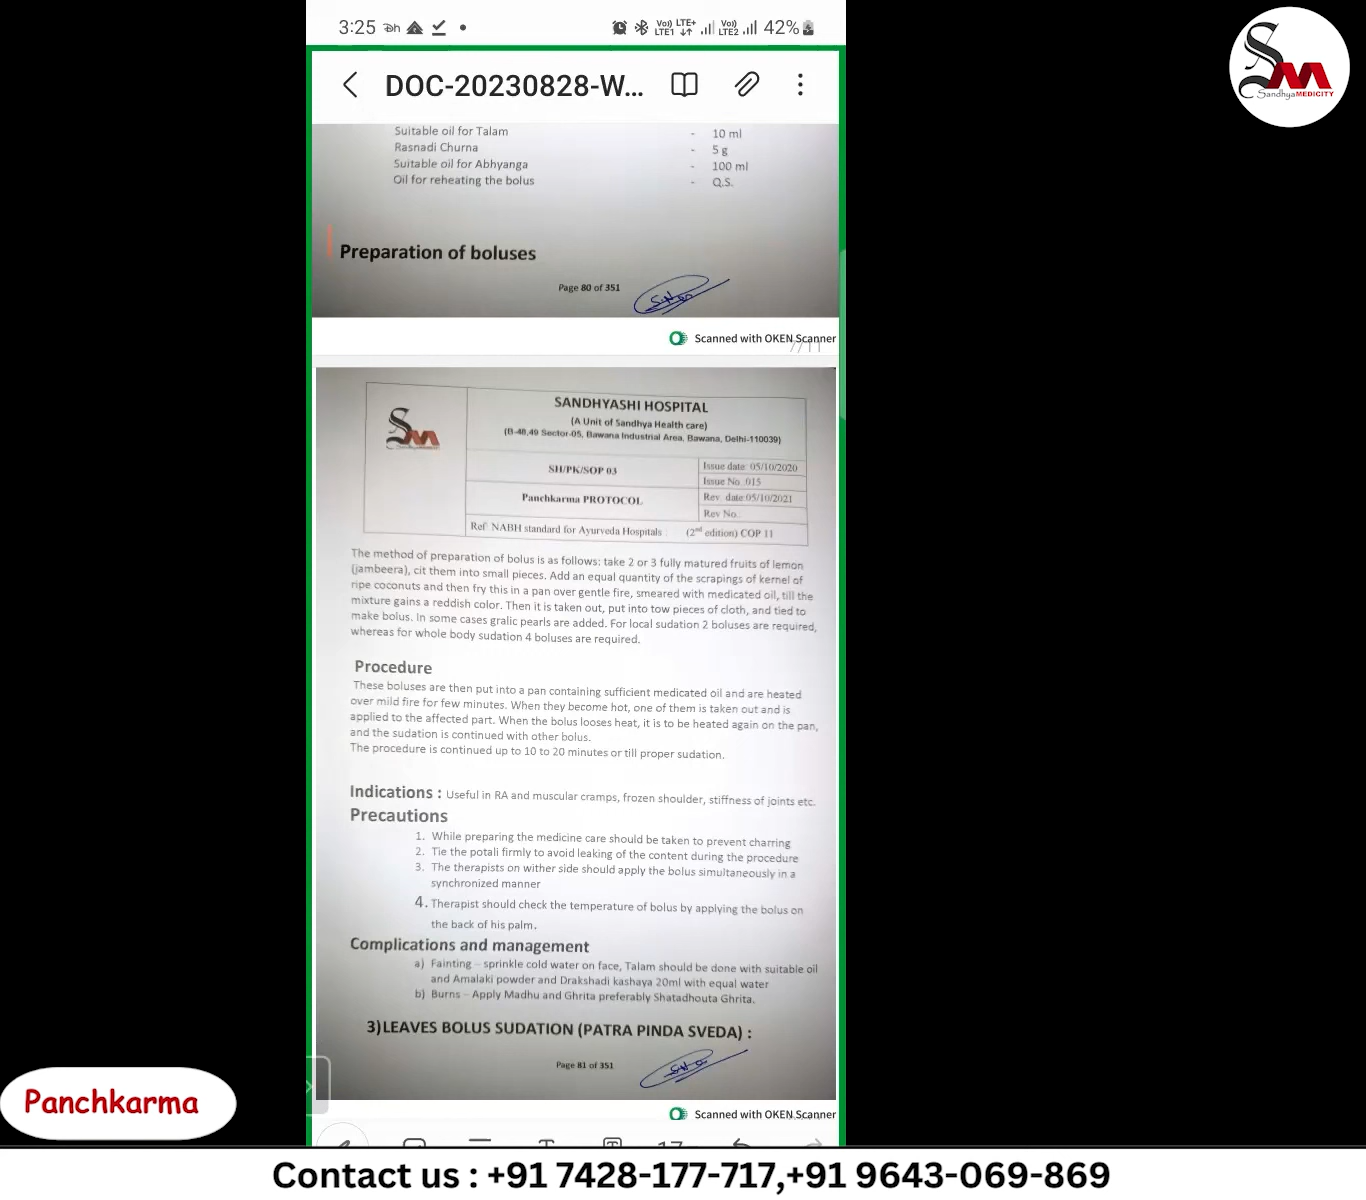 3:25
Vo) LTE+
LTE1
Vo)
LTE2
42%
SM
Sandhya MEDICITY
DOC-20230828-W...
Suitable oil for Talam - 10 ml
Rasnadi Churna - 5 g
Suitable oil for Abhyanga - 100 ml
Oil for reheating the bolus - Q.S.
Preparation of boluses
Page 80 of 351
Scanned with OKEN Scanner
SANDHYASHI HOSPITAL
(A Unit of Sandhya Health care)
(B-48,49 Sector-05, Bawana Industrial Area, Bawana, Delhi-110039)
SH/PK/SOP 03
Issue date: 05/10/2020
Issue No. 015
Panchkarma PROTOCOL
Rev. date:05/10/2021
Rev No.
Ref: NABH standard for Ayurveda Hospitals : (2nd edition) COP 11
The method of preparation of bolus is as follows: take 2 or 3 fully matured fruits of lemon
(jambeera), cit them into small pieces. Add an equal quantity of the scrapings of kernel of
ripe coconuts and then fry this in a pan over gentle fire, smeared with medicated oil, till the
mixture gains a reddish color. Then it is taken out, put into tow pieces of cloth, and tied to
make bolus. In some cases gralic pearls are added. For local sudation 2 boluses are required,
whereas for whole body sudation 4 boluses are required.
Procedure
These boluses are then put into a pan containing sufficient medicated oil and are heated
over mild fire for few minutes. When they become hot, one of them is taken out and is
applied to the affected part. When the bolus looses heat, it is to be heated again on the pan,
and the sudation is continued with other bolus.
The procedure is continued up to 10 to 20 minutes or till proper sudation.
Indications : Useful in RA and muscular cramps, frozen shoulder, stiffness of joints etc.
Precautions
1. While preparing the medicine care should be taken to prevent charring
2. Tie the potali firmly to avoid leaking of the content during the procedure
3. The therapists on wither side should apply the bolus simultaneously in a
synchronized manner
4. Therapist should check the temperature of bolus by applying the bolus on
the back of his palm.
Complications and management
a) Fainting – sprinkle cold water on face, Talam should be done with suitable oil
and Amalaki powder and Drakshadi kashaya 20ml with equal water
b) Burns – Apply Madhu and Ghrita preferably Shatadhouta Ghrita.
3)LEAVES BOLUS SUDATION (PATRA PINDA SVEDA) :
Page 81 of 351
Scanned with OKEN Scanner
Panchkarma
Contact us : +91 7428-177-717,+91 9643-069-869